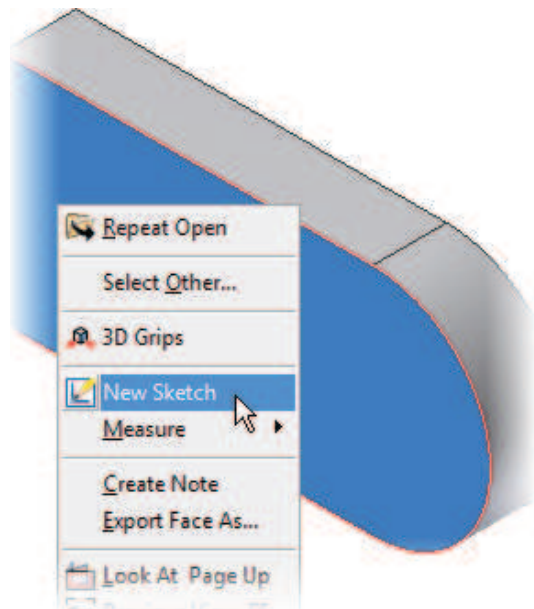 Repeat Open
Select Other...
3D Grips
New Sketch
Measure
Create Note
Export Face As...
Look At Page Up